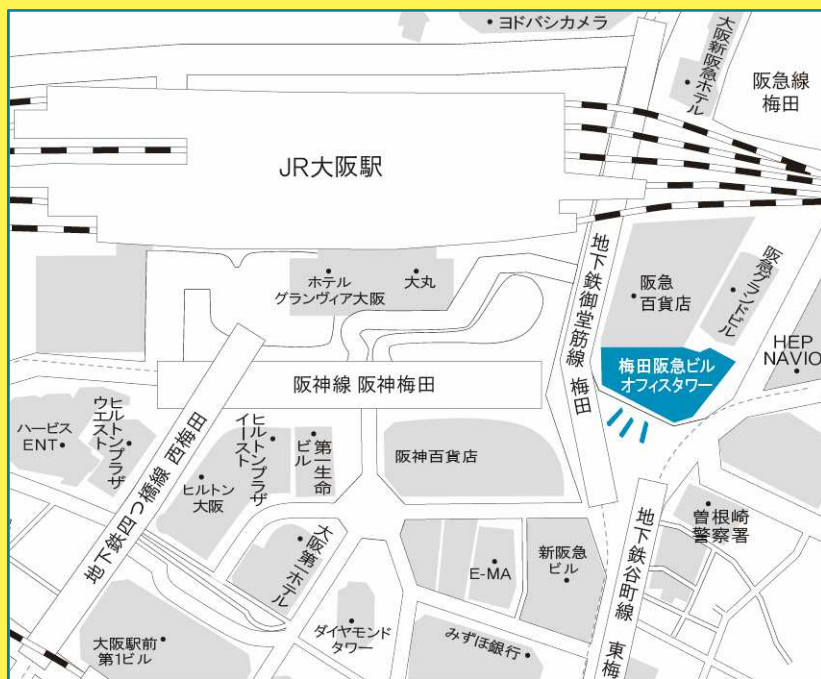 ヨドバシカメラ
大阪新阪急ホテル
阪急線
梅田
JR大阪駅
ホテル
グランヴィア大阪
大丸
地下鉄御堂筋線 梅田
阪急
百貨店
阪急グランドビル
HEP
NAVIO
梅田阪急ビル
オフィスタワー
阪神線 阪神梅田
地下鉄四つ橋線 西梅田
ハービス
ENT
ヒルトンプラザ
ウエスト
ヒルトン
大阪
ヒルトンプラザ
イースト
第一生命
ビル
阪神百貨店
大阪第一ホテル
E-MA
新阪急
ビル
地下鉄谷町線 東梅
曽根崎
警察署
大阪駅前
第1ビル
ダイヤモンド
タワー
みずほ銀行